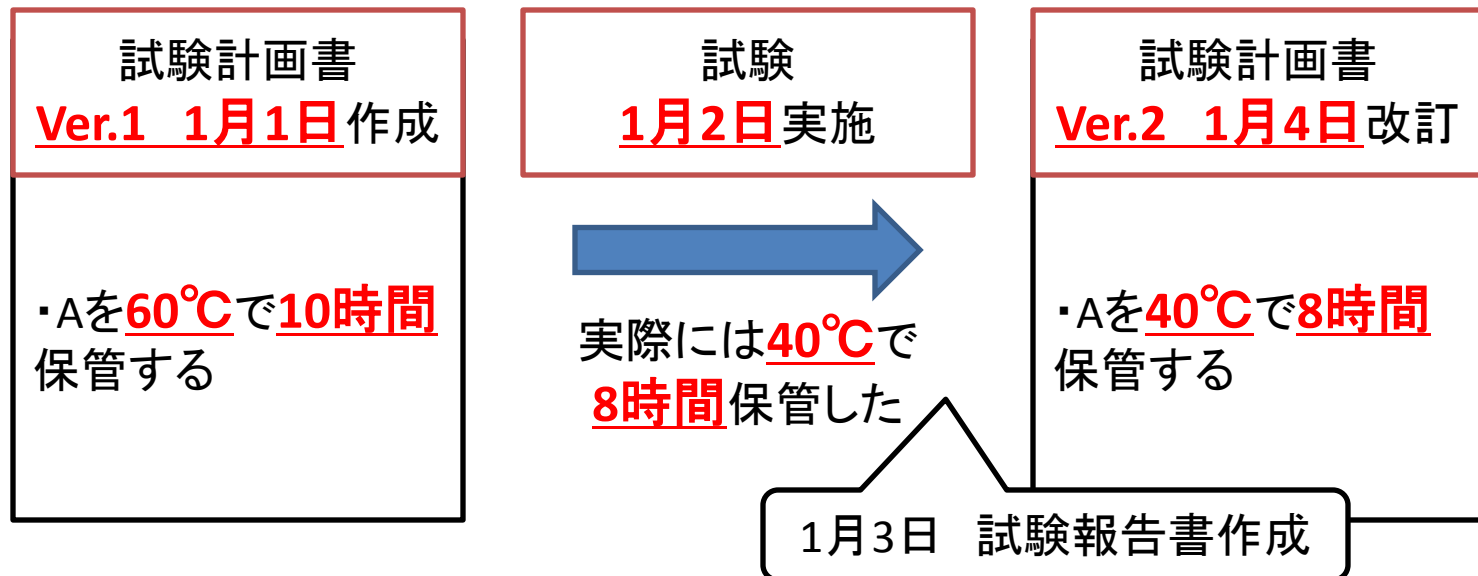 試験計画書
Ver.1　1月1日作成
・Aを60℃で10時間
保管する
試験
1月2日実施
実際には40℃で
8時間保管した
1月3日　試験報告書作成
試験計画書
Ver.2　1月4日改訂
・Aを40℃で8時間
保管する